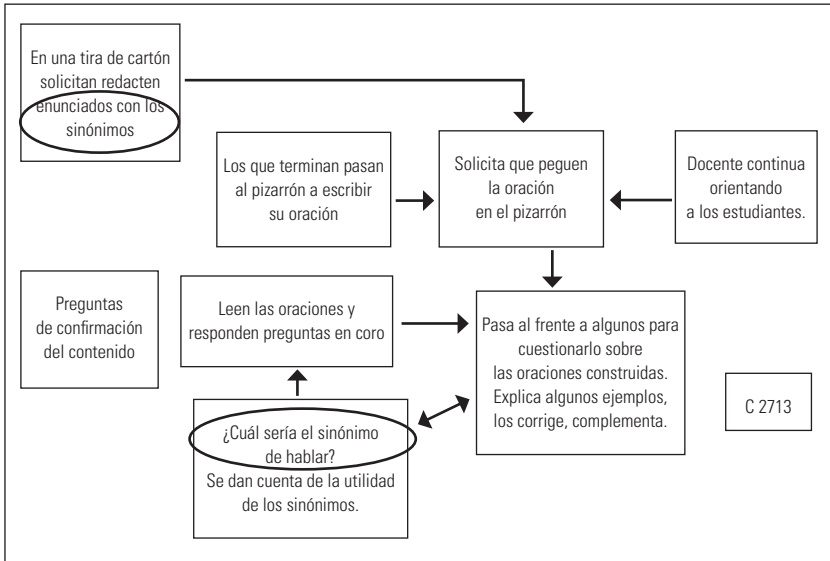 En una tira de cartón
solicitan redacten
enunciados con los
sinónimos
Los que terminan pasan
al pizarrón a escribir
su oración
Solicita que peguen
la oración
en el pizarrón
Docente continua
orientando
a los estudiantes.
Preguntas
de confirmación
del contenido
Leen las oraciones y
responden preguntas en coro
Pasa al frente a algunos para
cuestionarlo sobre
las oraciones construidas.
Explica algunos ejemplos,
los corrige, complementa.
C 2713
¿Cuál sería el sinónimo
de hablar?
Se dan cuenta de la utilidad
de los sinónimos.